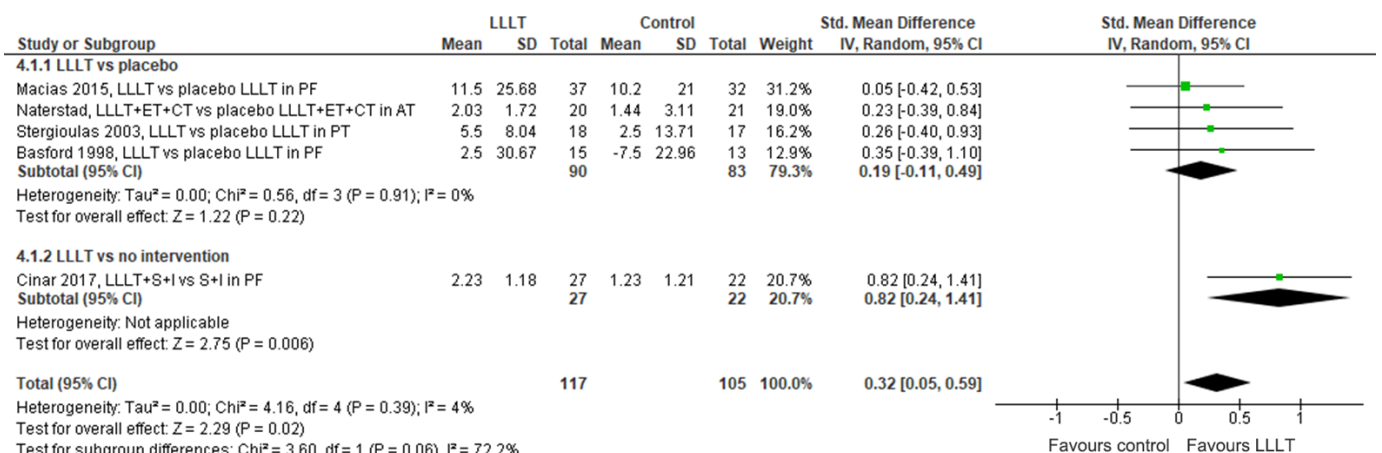 LLLT Control Std. Mean Difference Std. Mean Difference
Study or Subgroup Mean SD Total Mean SD Total Weight IV, Random, 95% CI IV, Random, 95% CI
4.1.1 LLLT vs placebo
Macias 2015, LLLT vs placebo LLLT in PF 11.5 25.68 37 10.2 21 32 31.2% 0.05 [-0.42, 0.53]
Naterstad, LLLT+ET+CT vs placebo LLLT+ET+CT in AT 2.03 1.72 20 1.44 3.11 21 19.0% 0.23 [-0.39, 0.84]
Stergioulas 2003, LLLT vs placebo LLLT in PT 5.5 8.04 18 2.5 13.71 17 16.2% 0.26 [-0.40, 0.93]
Basford 1998, LLLT vs placebo LLLT in PF 2.5 30.67 15 -7.5 22.96 13 12.9% 0.35 [-0.39, 1.10]
Subtotal (95% CI) 90 83 79.3% 0.19 [-0.11, 0.49]
Heterogeneity: Tau² = 0.00; Chi² = 0.56, df = 3 (P = 0.91); I² = 0%
Test for overall effect: Z = 1.22 (P = 0.22)
4.1.2 LLLT vs no intervention
Cinar 2017, LLLT+S+I vs S+I in PF 2.23 1.18 27 1.23 1.21 22 20.7% 0.82 [0.24, 1.41]
Subtotal (95% CI) 27 22 20.7% 0.82 [0.24, 1.41]
Heterogeneity: Not applicable
Test for overall effect: Z = 2.75 (P = 0.006)
Total (95% CI) 117 105 100.0% 0.32 [0.05, 0.59]
Heterogeneity: Tau² = 0.00; Chi² = 4.16, df = 4 (P = 0.39); I² = 4%
Test for overall effect: Z = 2.29 (P = 0.02)
Test for subgroup differences: Chi² = 3.60, df = 1 (P = 0.06), I² = 72.2%
-1 -0.5 0 0.5 1
Favours control Favours LLLT